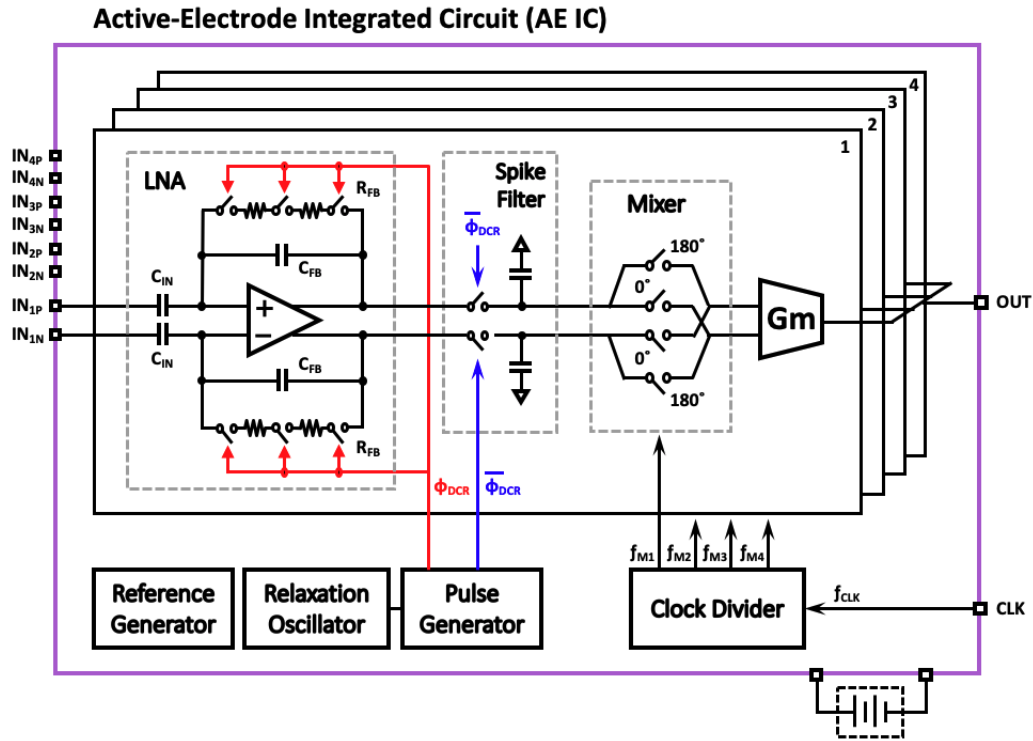 Active-Electrode Integrated Circuit (AE IC)
4
3
2
1
IN4P
IN4N
IN3P
IN3N
IN2P
IN2N
IN1P
IN1N
LNA
RFB
CFB
CIN
+
−
CIN
CFB
RFB
Spike
Filter
ϕDCR
Mixer
180°
0°
0°
180°
Gm
OUT
ϕDCR
ϕDCR
fM1
fM2
fM3
fM4
Reference
Generator
Relaxation
Oscillator
Pulse
Generator
Clock Divider
fCLK
CLK